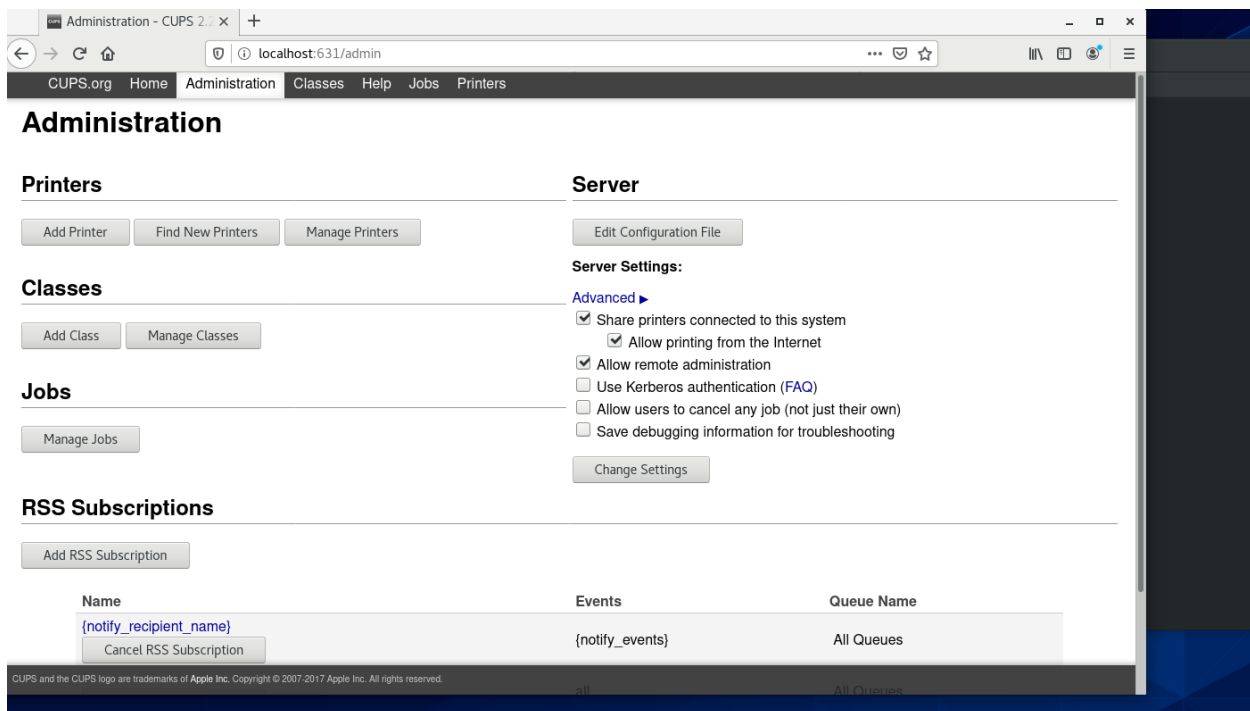 Administration - CUPS 2.2
localhost:631/admin
CUPS.org Home Administration Classes Help Jobs Printers
Administration
Printers
Add Printer Find New Printers Manage Printers
Classes
Add Class Manage Classes
Jobs
Manage Jobs
Server
Edit Configuration File
Server Settings:
Advanced ▶
Share printers connected to this system
Allow printing from the Internet
Allow remote administration
Use Kerberos authentication (FAQ)
Allow users to cancel any job (not just their own)
Save debugging information for troubleshooting
Change Settings
RSS Subscriptions
Add RSS Subscription
Name Events Queue Name
{notify_recipient_name}
Cancel RSS Subscription
{notify_events} All Queues
all All Queues
CUPS and the CUPS logo are trademarks of Apple Inc. Copyright © 2007-2017 Apple Inc. All rights reserved.